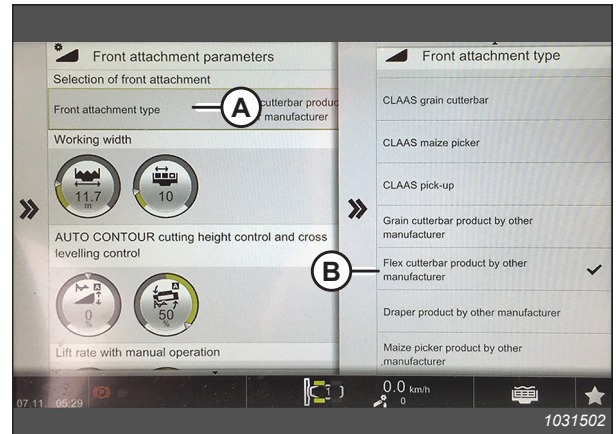 Front attachment parameters
Selection of front attachment
Front attachment type
A
cutterbar produc
manufacturer
Working width
11.7
m
10
AUTO CONTOUR cutting height control and cross
levelling control
A
0
%
A
50
%
Lift rate with manual operation
Front attachment type
CLAAS grain cutterbar
CLAAS maize picker
CLAAS pick-up
Grain cutterbar product by other
manufacturer
B
Flex cutterbar product by other
manufacturer
Draper product by other manufacturer
Maize picker product by other
manufacturer
07.11. 05:29
0.0 km/h
0
1031502